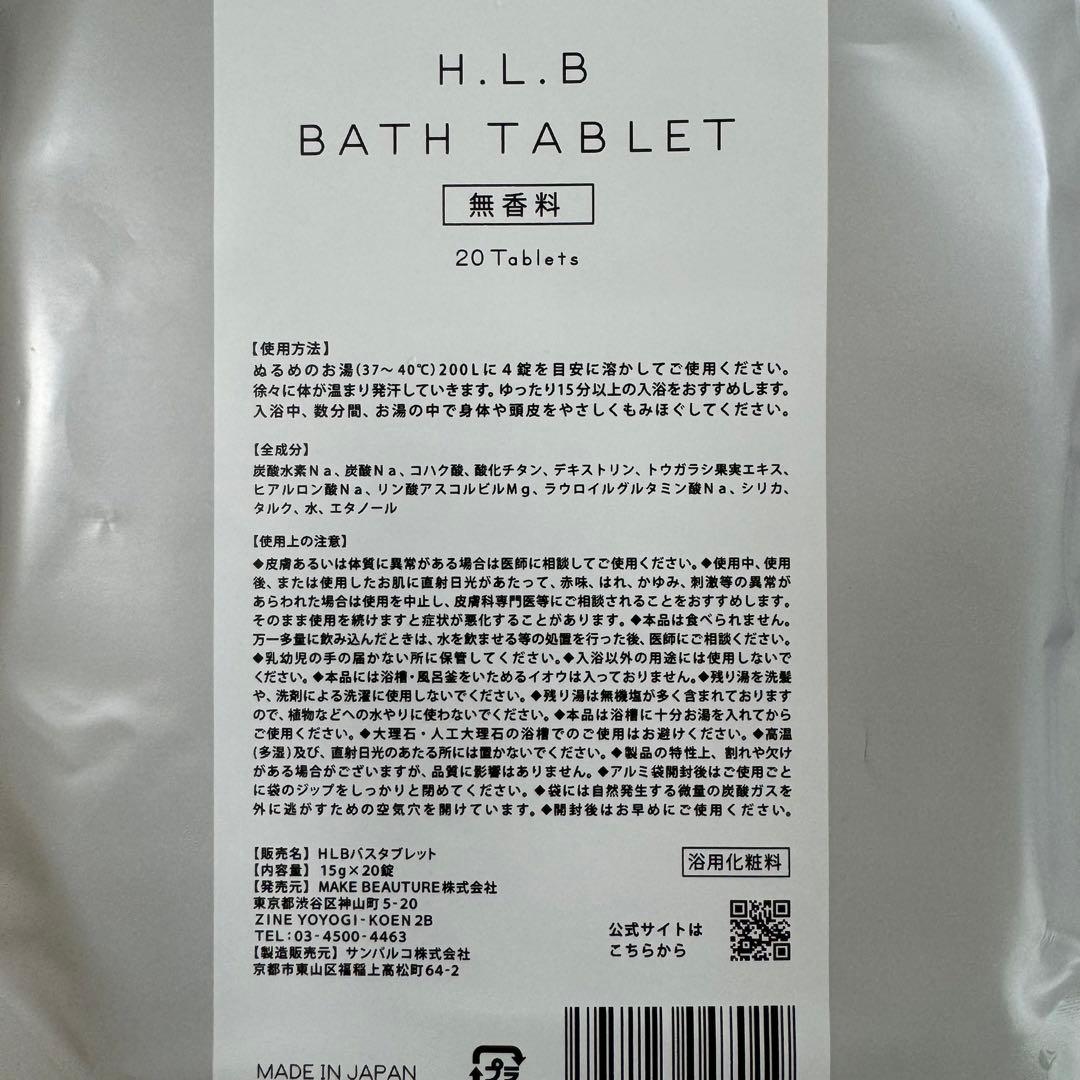 H.L.B
BATH TABLET
無香料
20 Tablets
【使用方法】
ぬるめのお湯(37～40℃)200Lに4錠を目安に溶かしてご使用ください。
徐々に体が温まり発汗していきます。ゆったり15分以上の入浴をおすすめします。
入浴中、数分間、お湯の中で身体や頭皮をやさしくもみほぐしてください。
【全成分】
炭酸水素Na、炭酸Na、コハク酸、酸化チタン、デキストリン、トウガラシ果実エキス、
ヒアルロン酸Na、リン酸アスコルビルMg、ラウロイルグルタミン酸Na、シリカ、
タルク、水、エタノール
【使用上の注意】
◆皮膚あるいは体質に異常がある場合は医師に相談してご使用ください。◆使用中、使用
後、または使用したお肌に直射日光があたって、赤味、はれ、かゆみ、刺激等の異常が
あらわれた場合は使用を中止し、皮膚科専門医等にご相談されることをおすすめします。
そのまま使用を続けますと症状が悪化することがあります。◆本品は食べられません。
万一多量に飲み込んだときは、水を飲ませる等の処置を行った後、医師にご相談ください。
◆乳幼児の手の届かない所に保管してください。◆入浴以外の用途には使用しないで
ください。◆本品には浴槽・風呂釜をいためるイオウは入っておりません。◆残り湯を洗髪
や、洗剤による洗濯に使用しないでください。◆残り湯は無機塩が多く含まれております
ので、植物などへの水やりに使わないでください。◆本品は浴槽に十分お湯を入れてから
ご使用ください。◆大理石・人工大理石の浴槽でのご使用はお避けください。◆高温
(多湿)及び、直射日光のあたる所には置かないでください。◆製品の特性上、割れや欠け
がある場合がございますが、品質に影響はありません。◆アルミ袋開封後はご使用ごと
に袋のジップをしっかりと閉めてください。◆袋には自然発生する微量の炭酸ガスを
外に逃がすための空気穴を開けています。◆開封後はお早めにご使用ください。
【販売名】HLBバスタブレット
【内容量】15g×20錠
【発売元】MAKE BEAUTURE株式会社
東京都渋谷区神山町5-20
ZINE YOYOGI-KOEN 2B
TEL:03-4500-4463
【製造販売元】サンパルコ株式会社
京都市東山区福稲上高松町64-2
浴用化粧料
公式サイトは
こちらから
MADE IN JAPAN
プラ